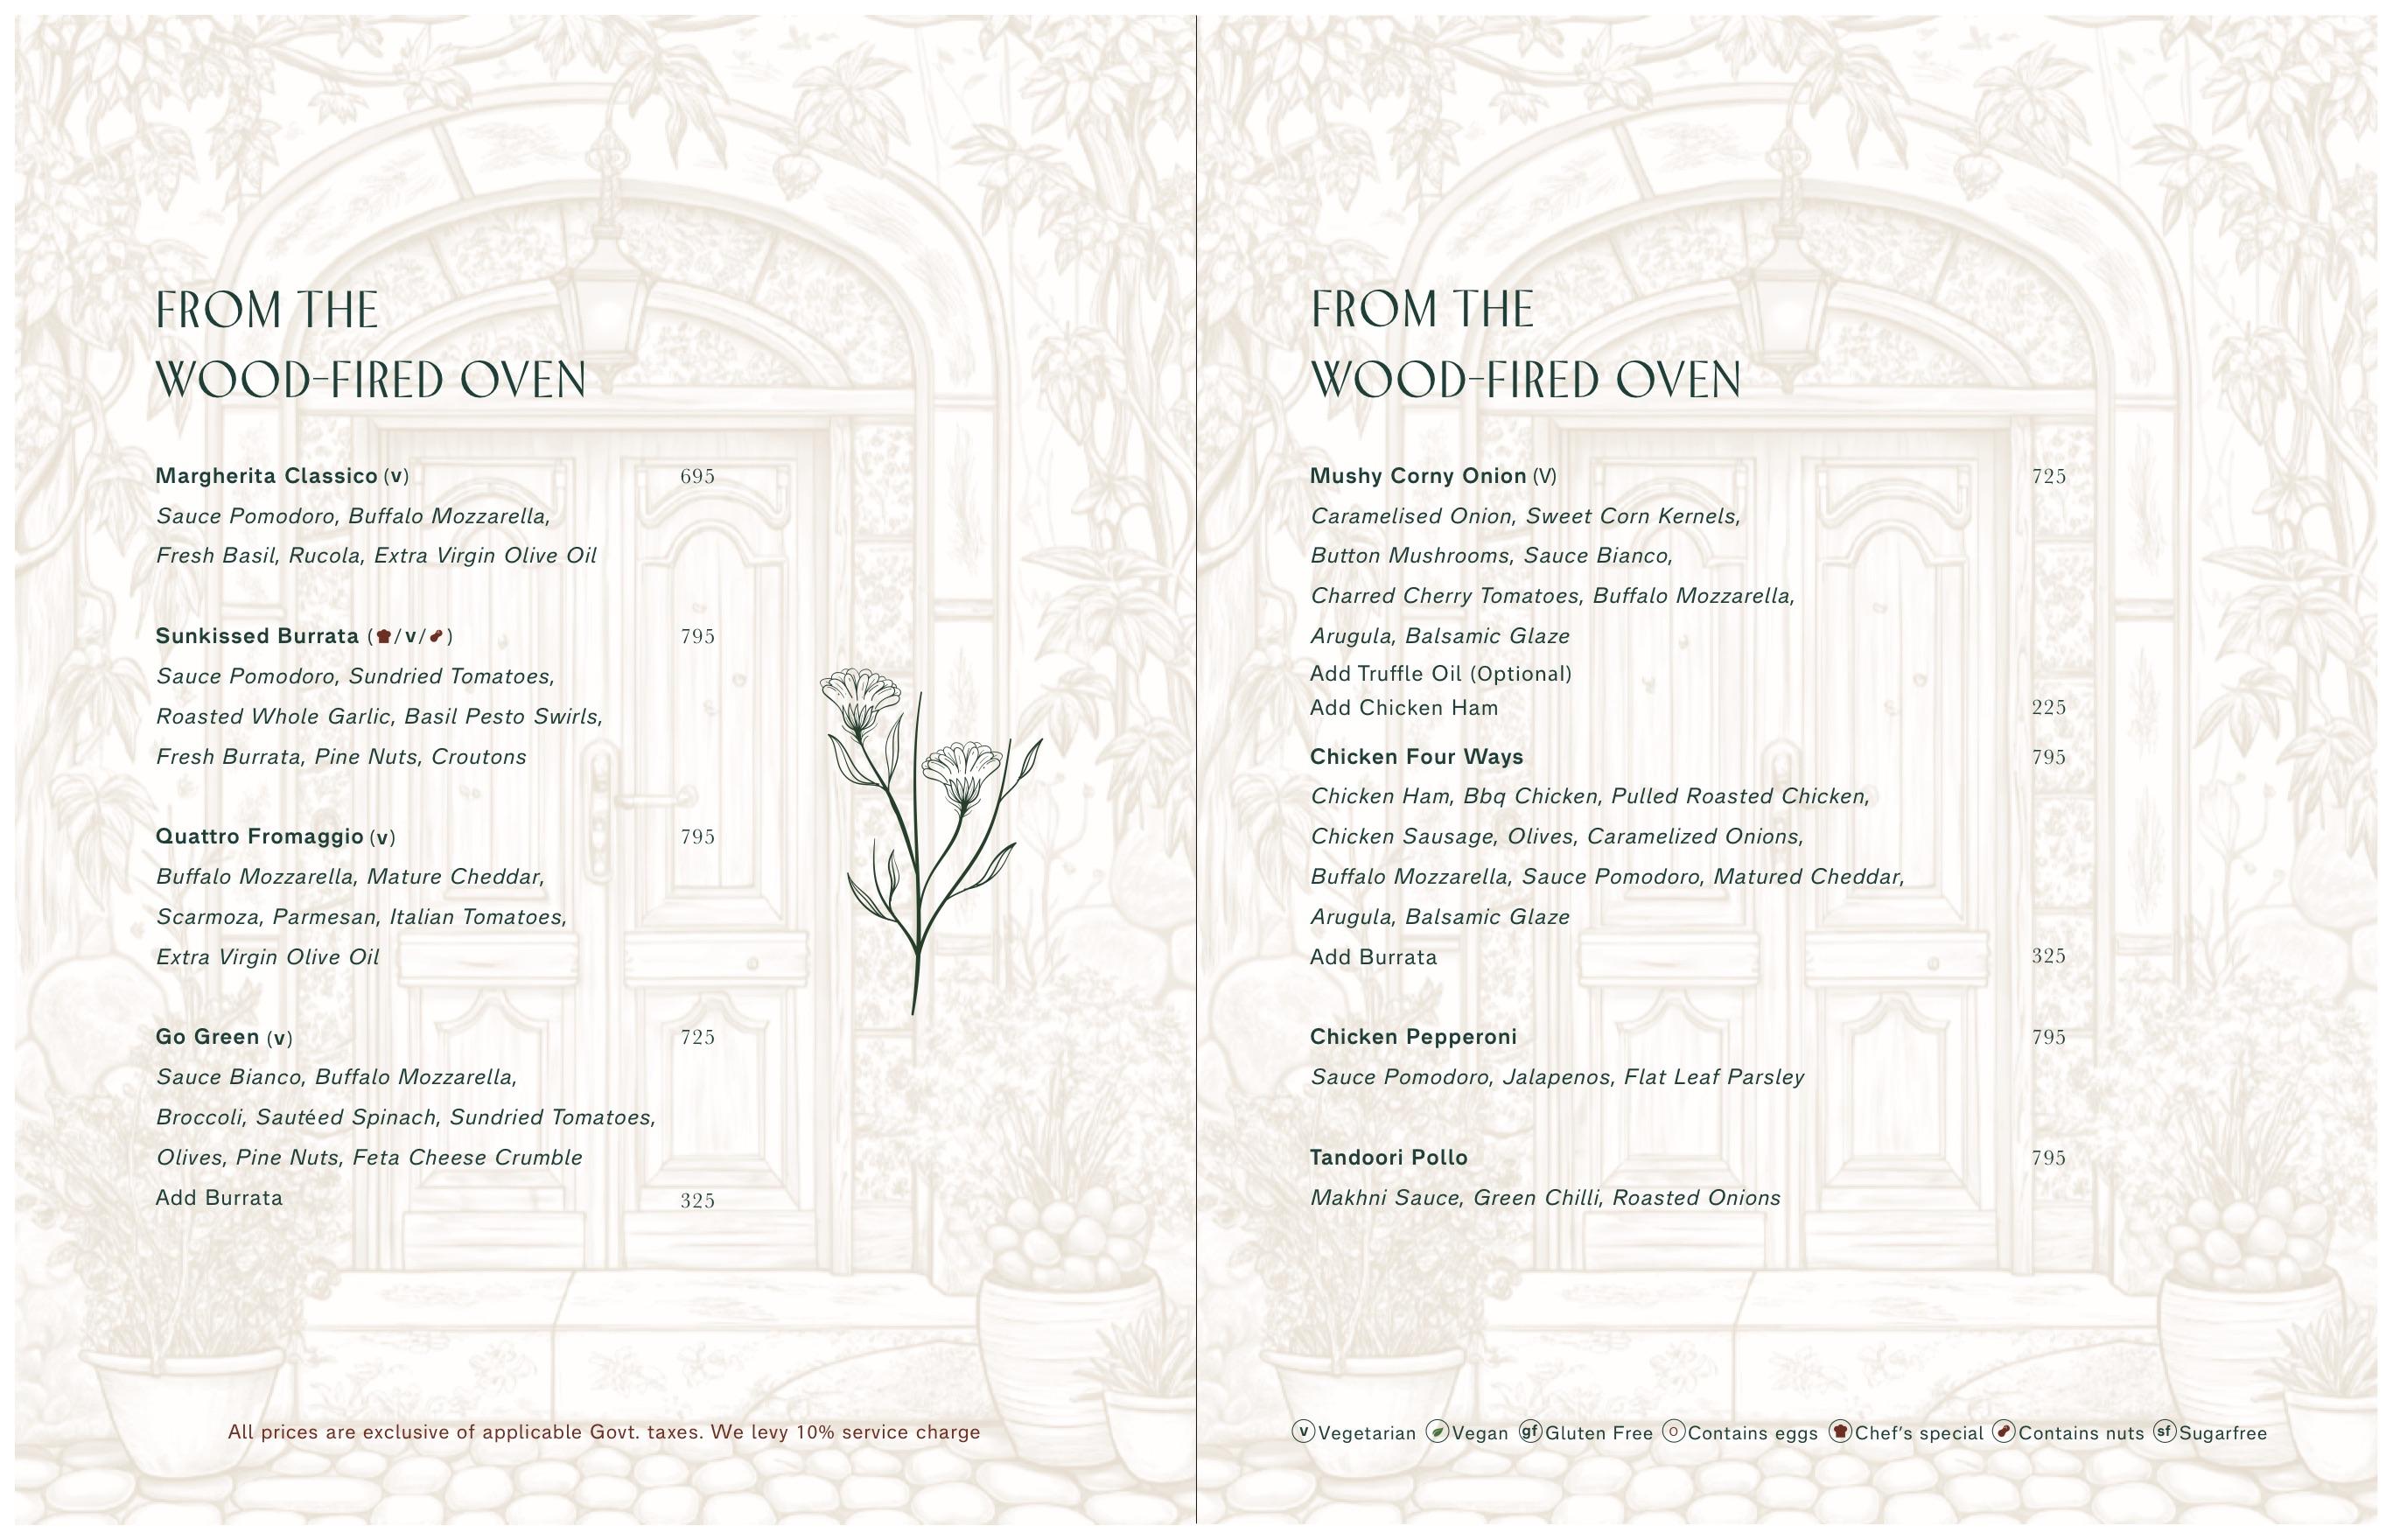 FROM THE
WOOD-FIRED OVEN
Margherita Classico (v) 695
Sauce Pomodoro, Buffalo Mozzarella,
Fresh Basil, Rucola, Extra Virgin Olive Oil
Sunkissed Burrata ( / v / ) 795
Sauce Pomodoro, Sundried Tomatoes,
Roasted Whole Garlic, Basil Pesto Swirls,
Fresh Burrata, Pine Nuts, Croutons
Quattro Fromaggio (v) 795
Buffalo Mozzarella, Mature Cheddar,
Scarmoza, Parmesan, Italian Tomatoes,
Extra Virgin Olive Oil
Go Green (v) 725
Sauce Bianco, Buffalo Mozzarella,
Broccoli, Sautéed Spinach, Sundried Tomatoes,
Olives, Pine Nuts, Feta Cheese Crumble
Add Burrata 325
All prices are exclusive of applicable Govt. taxes. We levy 10% service charge
FROM THE
WOOD-FIRED OVEN
Mushy Corny Onion (V) 725
Caramelised Onion, Sweet Corn Kernels,
Button Mushrooms, Sauce Bianco,
Charred Cherry Tomatoes, Buffalo Mozzarella,
Arugula, Balsamic Glaze
Add Truffle Oil (Optional)
Add Chicken Ham 225
Chicken Four Ways 795
Chicken Ham, Bbq Chicken, Pulled Roasted Chicken,
Chicken Sausage, Olives, Caramelized Onions,
Buffalo Mozzarella, Sauce Pomodoro, Matured Cheddar,
Arugula, Balsamic Glaze
Add Burrata 325
Chicken Pepperoni 795
Sauce Pomodoro, Jalapenos, Flat Leaf Parsley
Tandoori Pollo 795
Makhni Sauce, Green Chilli, Roasted Onions
v Vegetarian Vegan gf Gluten Free O Contains eggs Chef's special Contains nuts sf Sugarfree